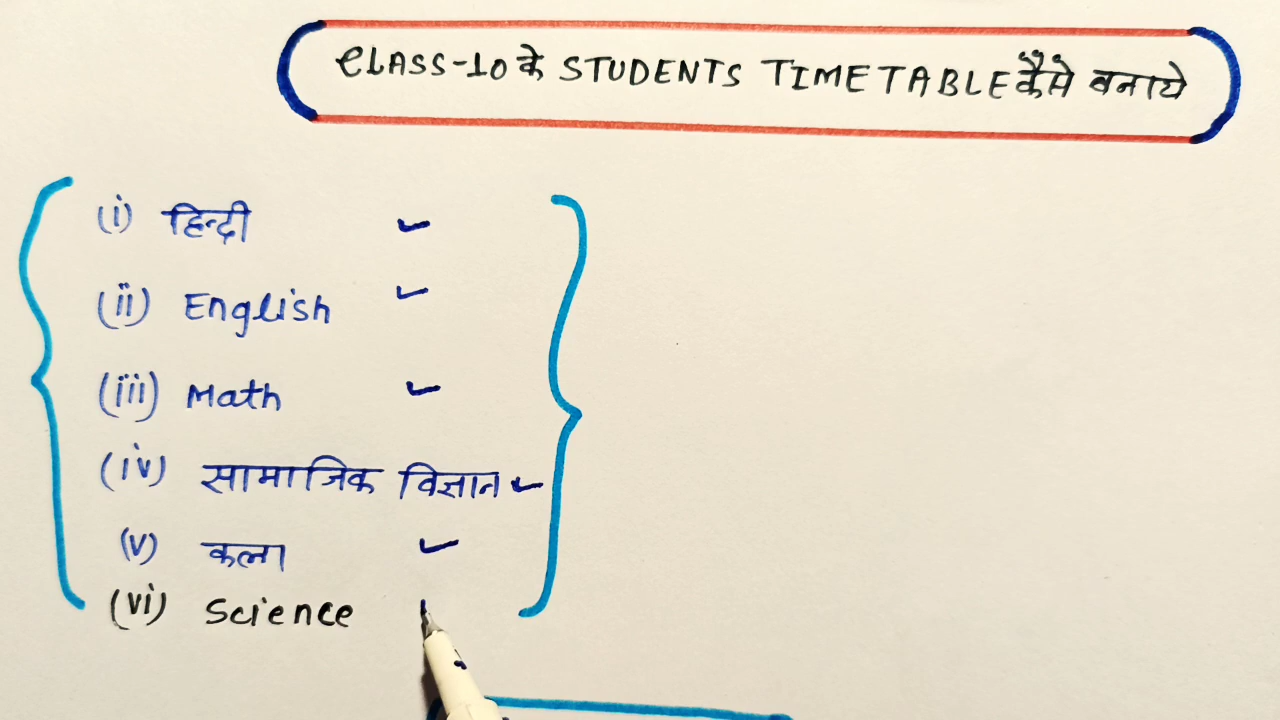 CLASS-10 के STUDENTS TIMETABLE कैसे बनाये
(i) हिन्दी
(ii) English
(iii) Math
(iv) सामाजिक विज्ञान
(v) कला
(vi) Science